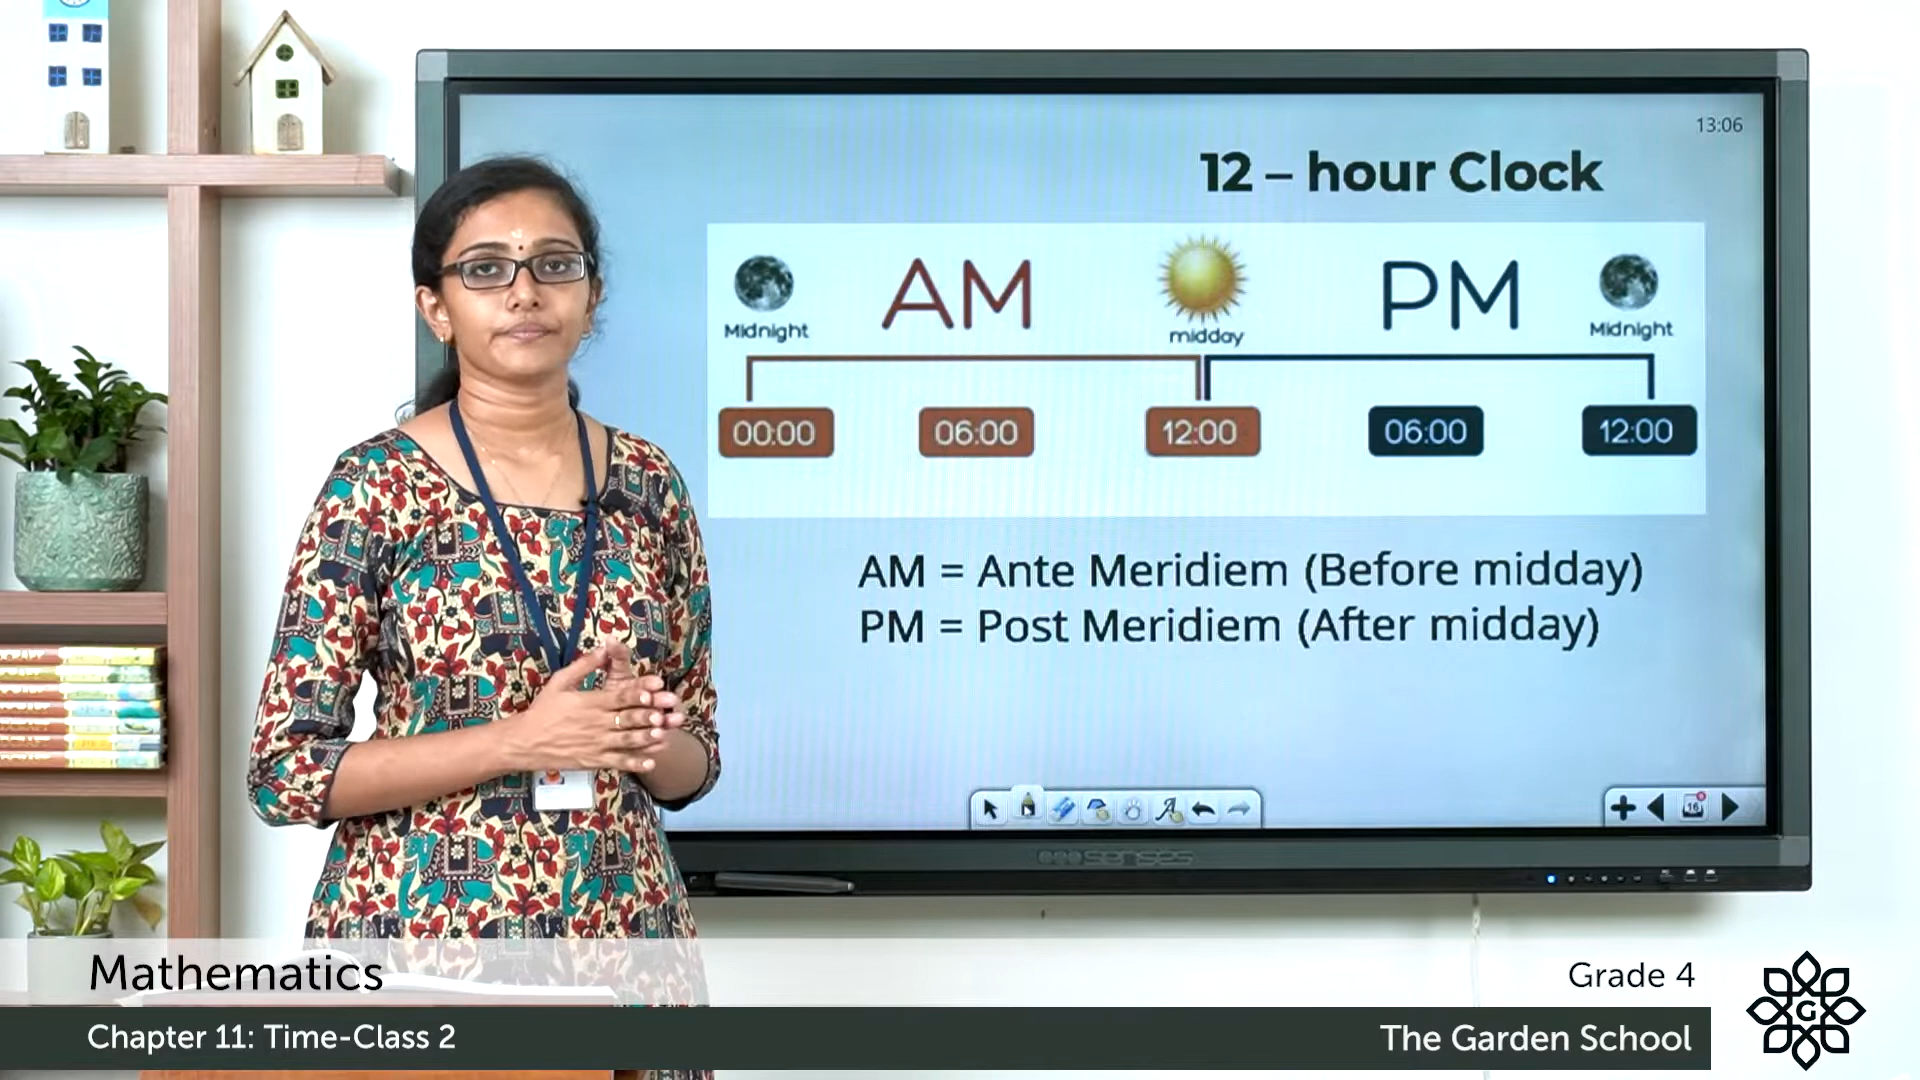 13:06
12 – hour Clock
AM
PM
Midnight
midday
Midnight
00:00
06:00
12:00
06:00
12:00
AM = Ante Meridiem (Before midday)
PM = Post Meridiem (After midday)
16
Mathematics
Grade 4
Chapter 11: Time-Class 2
The Garden School
G